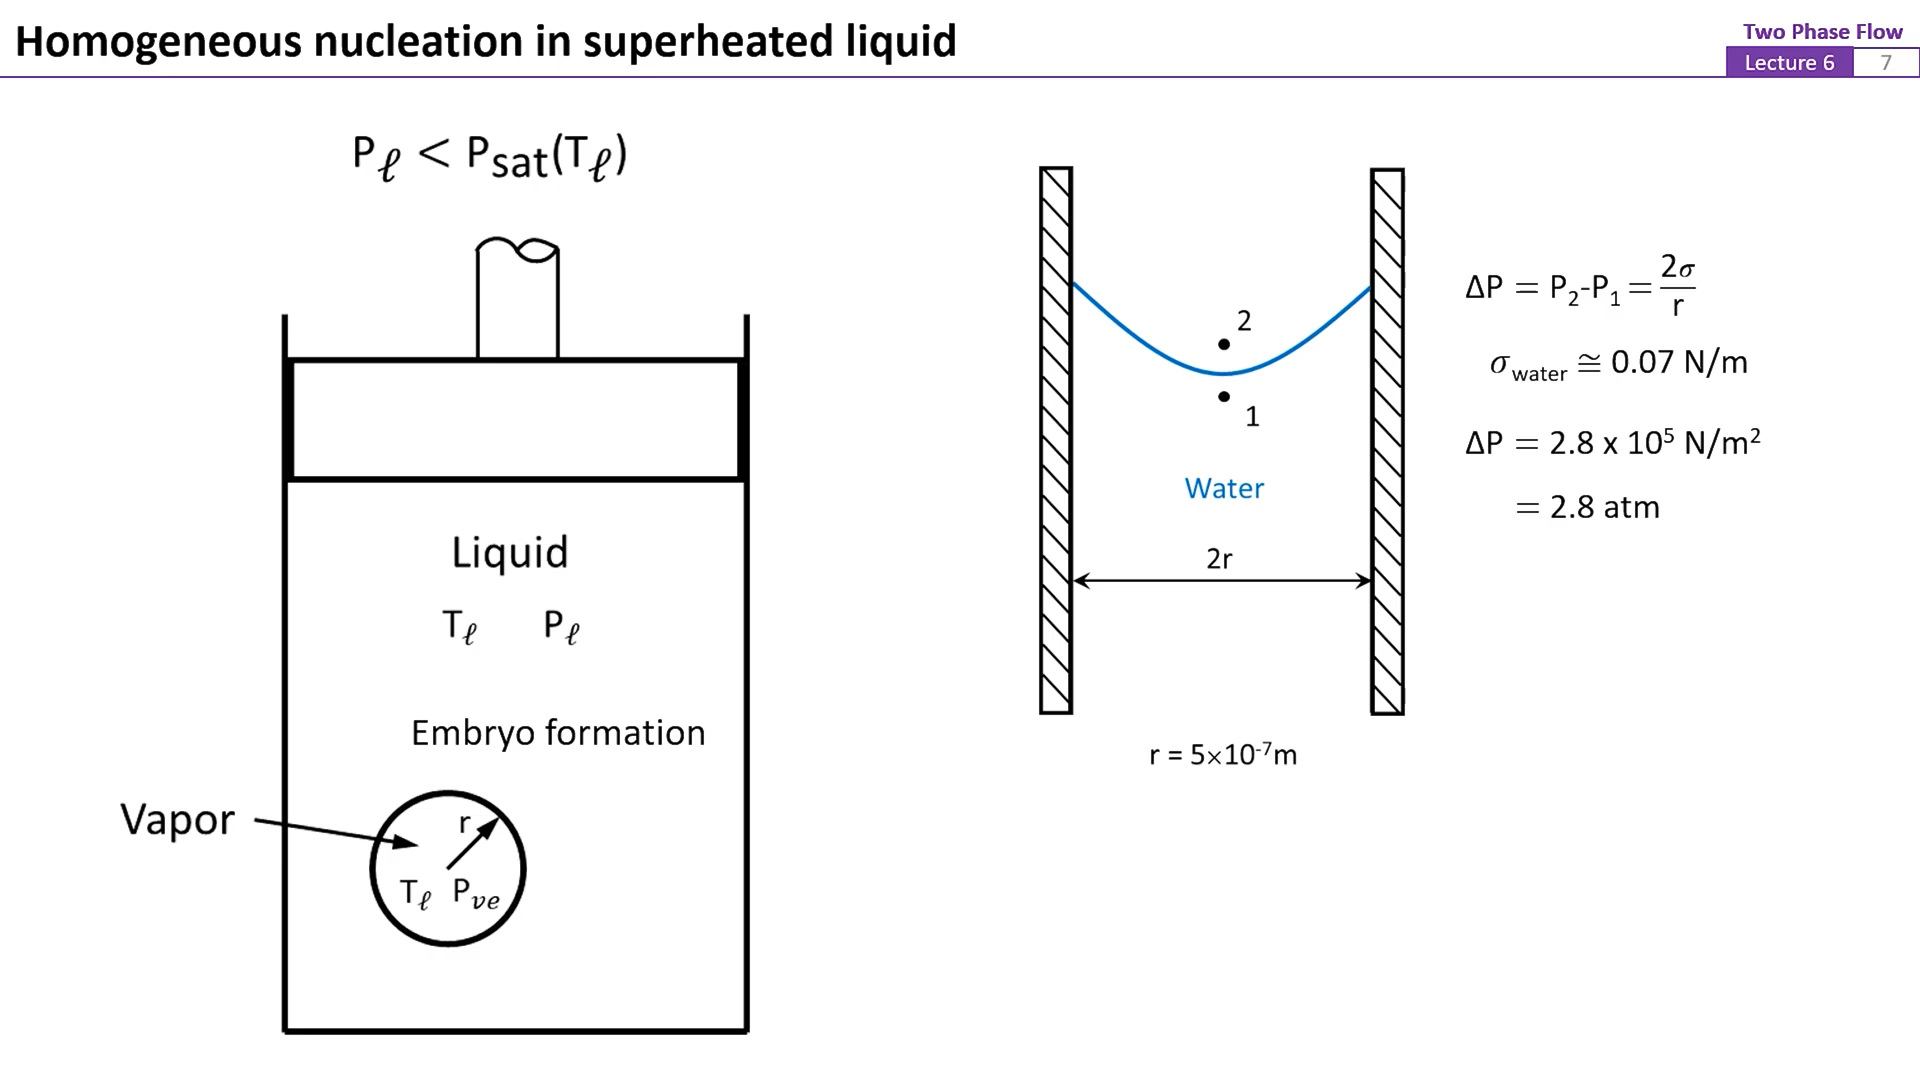 Homogeneous nucleation in superheated liquid
Two Phase Flow
Lecture 6
7
Pℓ < Psat(Tℓ)
Liquid
Tℓ Pℓ
Embryo formation
Vapor
r
Tℓ Pve
2
1
Water
2r
r = 5×10⁻⁷m
ΔP = P₂-P₁ = 2σ/r
σwater ≅ 0.07 N/m
ΔP = 2.8 x 10⁵ N/m²
= 2.8 atm